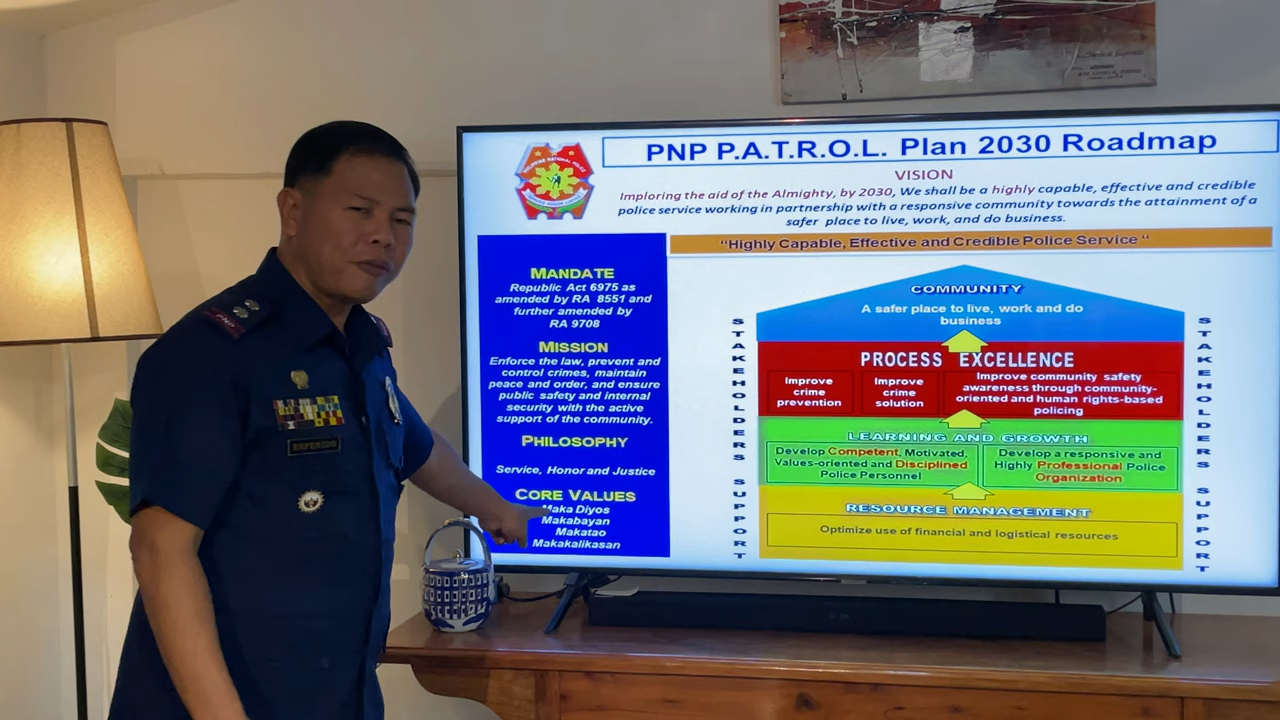 PNP P.A.T.R.O.L. Plan 2030 Roadmap
VISION
Imploring the aid of the Almighty, by 2030, We shall be a highly capable, effective and credible
police service working in partnership with a responsive community towards the attainment of a
safer place to live, work, and do business.
"Highly Capable, Effective and Credible Police Service "
MANDATE
Republic Act 6975 as
amended by RA 8551 and
further amended by
RA 9708
MISSION
Enforce the law, prevent and
control crimes, maintain
peace and order, and ensure
public safety and internal
security with the active
support of the community.
PHILOSOPHY
Service, Honor and Justice
CORE VALUES
Maka Diyos
Makabayan
Makatao
Makakalikasan
STAKEHOLDERS SUPPORT
COMMUNITY
A safer place to live, work and do
business
PROCESS EXCELLENCE
Improve
crime
prevention
Improve
crime
solution
Improve community safety
awareness through community-
oriented and human rights-based
policing
LEARNING AND GROWTH
Develop Competent, Motivated,
Values-oriented and Disciplined
Police Personnel
Develop a responsive and
Highly Professional Police
Organization
RESOURCE MANAGEMENT
Optimize use of financial and logistical resources
STAKEHOLDERS SUPPORT
PHILIPPINE NATIONAL POLICE
SERVICE HONOR JUSTICE
PNP